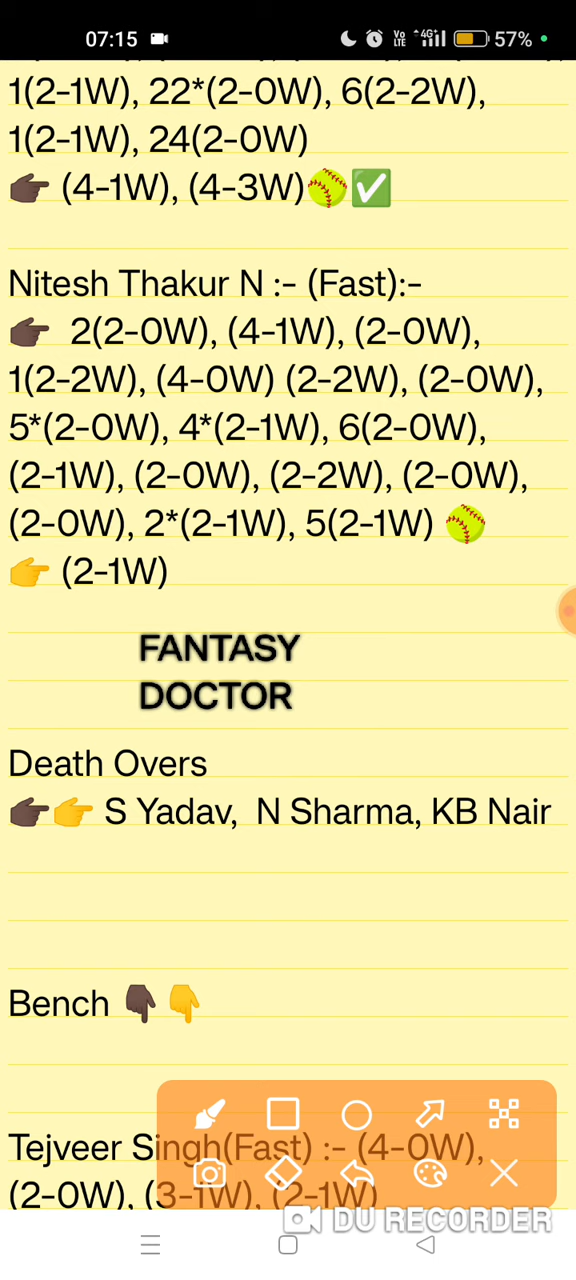 07:15 Vo LTE 4G 57%
1(2-1W), 22*(2-0W), 6(2-2W),
1(2-1W), 24(2-0W)
👉🏿 (4-1W), (4-3W)🥎✅
Nitesh Thakur N :- (Fast):-
👉🏿 2(2-0W), (4-1W), (2-0W),
1(2-2W), (4-0W) (2-2W), (2-0W),
5*(2-0W), 4*(2-1W), 6(2-0W),
(2-1W), (2-0W), (2-2W), (2-0W),
(2-0W), 2*(2-1W), 5(2-1W) 🥎
👉 (2-1W)
FANTASY
DOCTOR
Death Overs
👉🏿👉 S Yadav, N Sharma, KB Nair
Bench 👇🏿👇
Tejveer Singh(Fast) :- (4-0W),
(2-0W), (3-1W), (2-1W)
DU RECORDER